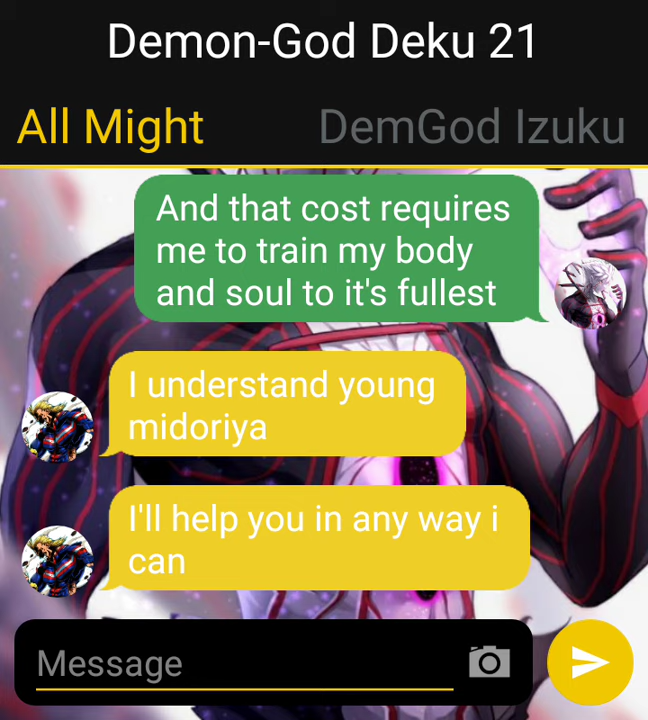 Demon-God Deku 21
All Might
DemGod Izuku
And that cost requires
me to train my body
and soul to it's fullest
I understand young
midoriya
I'll help you in any way i
can
Message